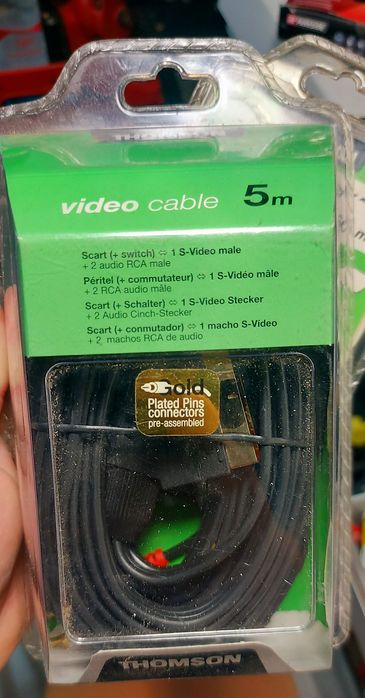 THOMSON
video cable 5m
Scart (+ switch) ⇔ 1 S-Video male
+ 2 audio RCA male
Péritel (+ commutateur) ⇔ 1 S-Vidéo mâle
+ 2 RCA audio mâle
Scart (+ Schalter) ⇔ 1 S-Video Stecker
+ 2 Audio Cinch-Stecker
Scart (+ conmutador) ⇔ 1 macho S-Vídeo
+ 2 machos RCA de audio
Gold
Plated Pins
connectors
pre-assembled
THOMSON